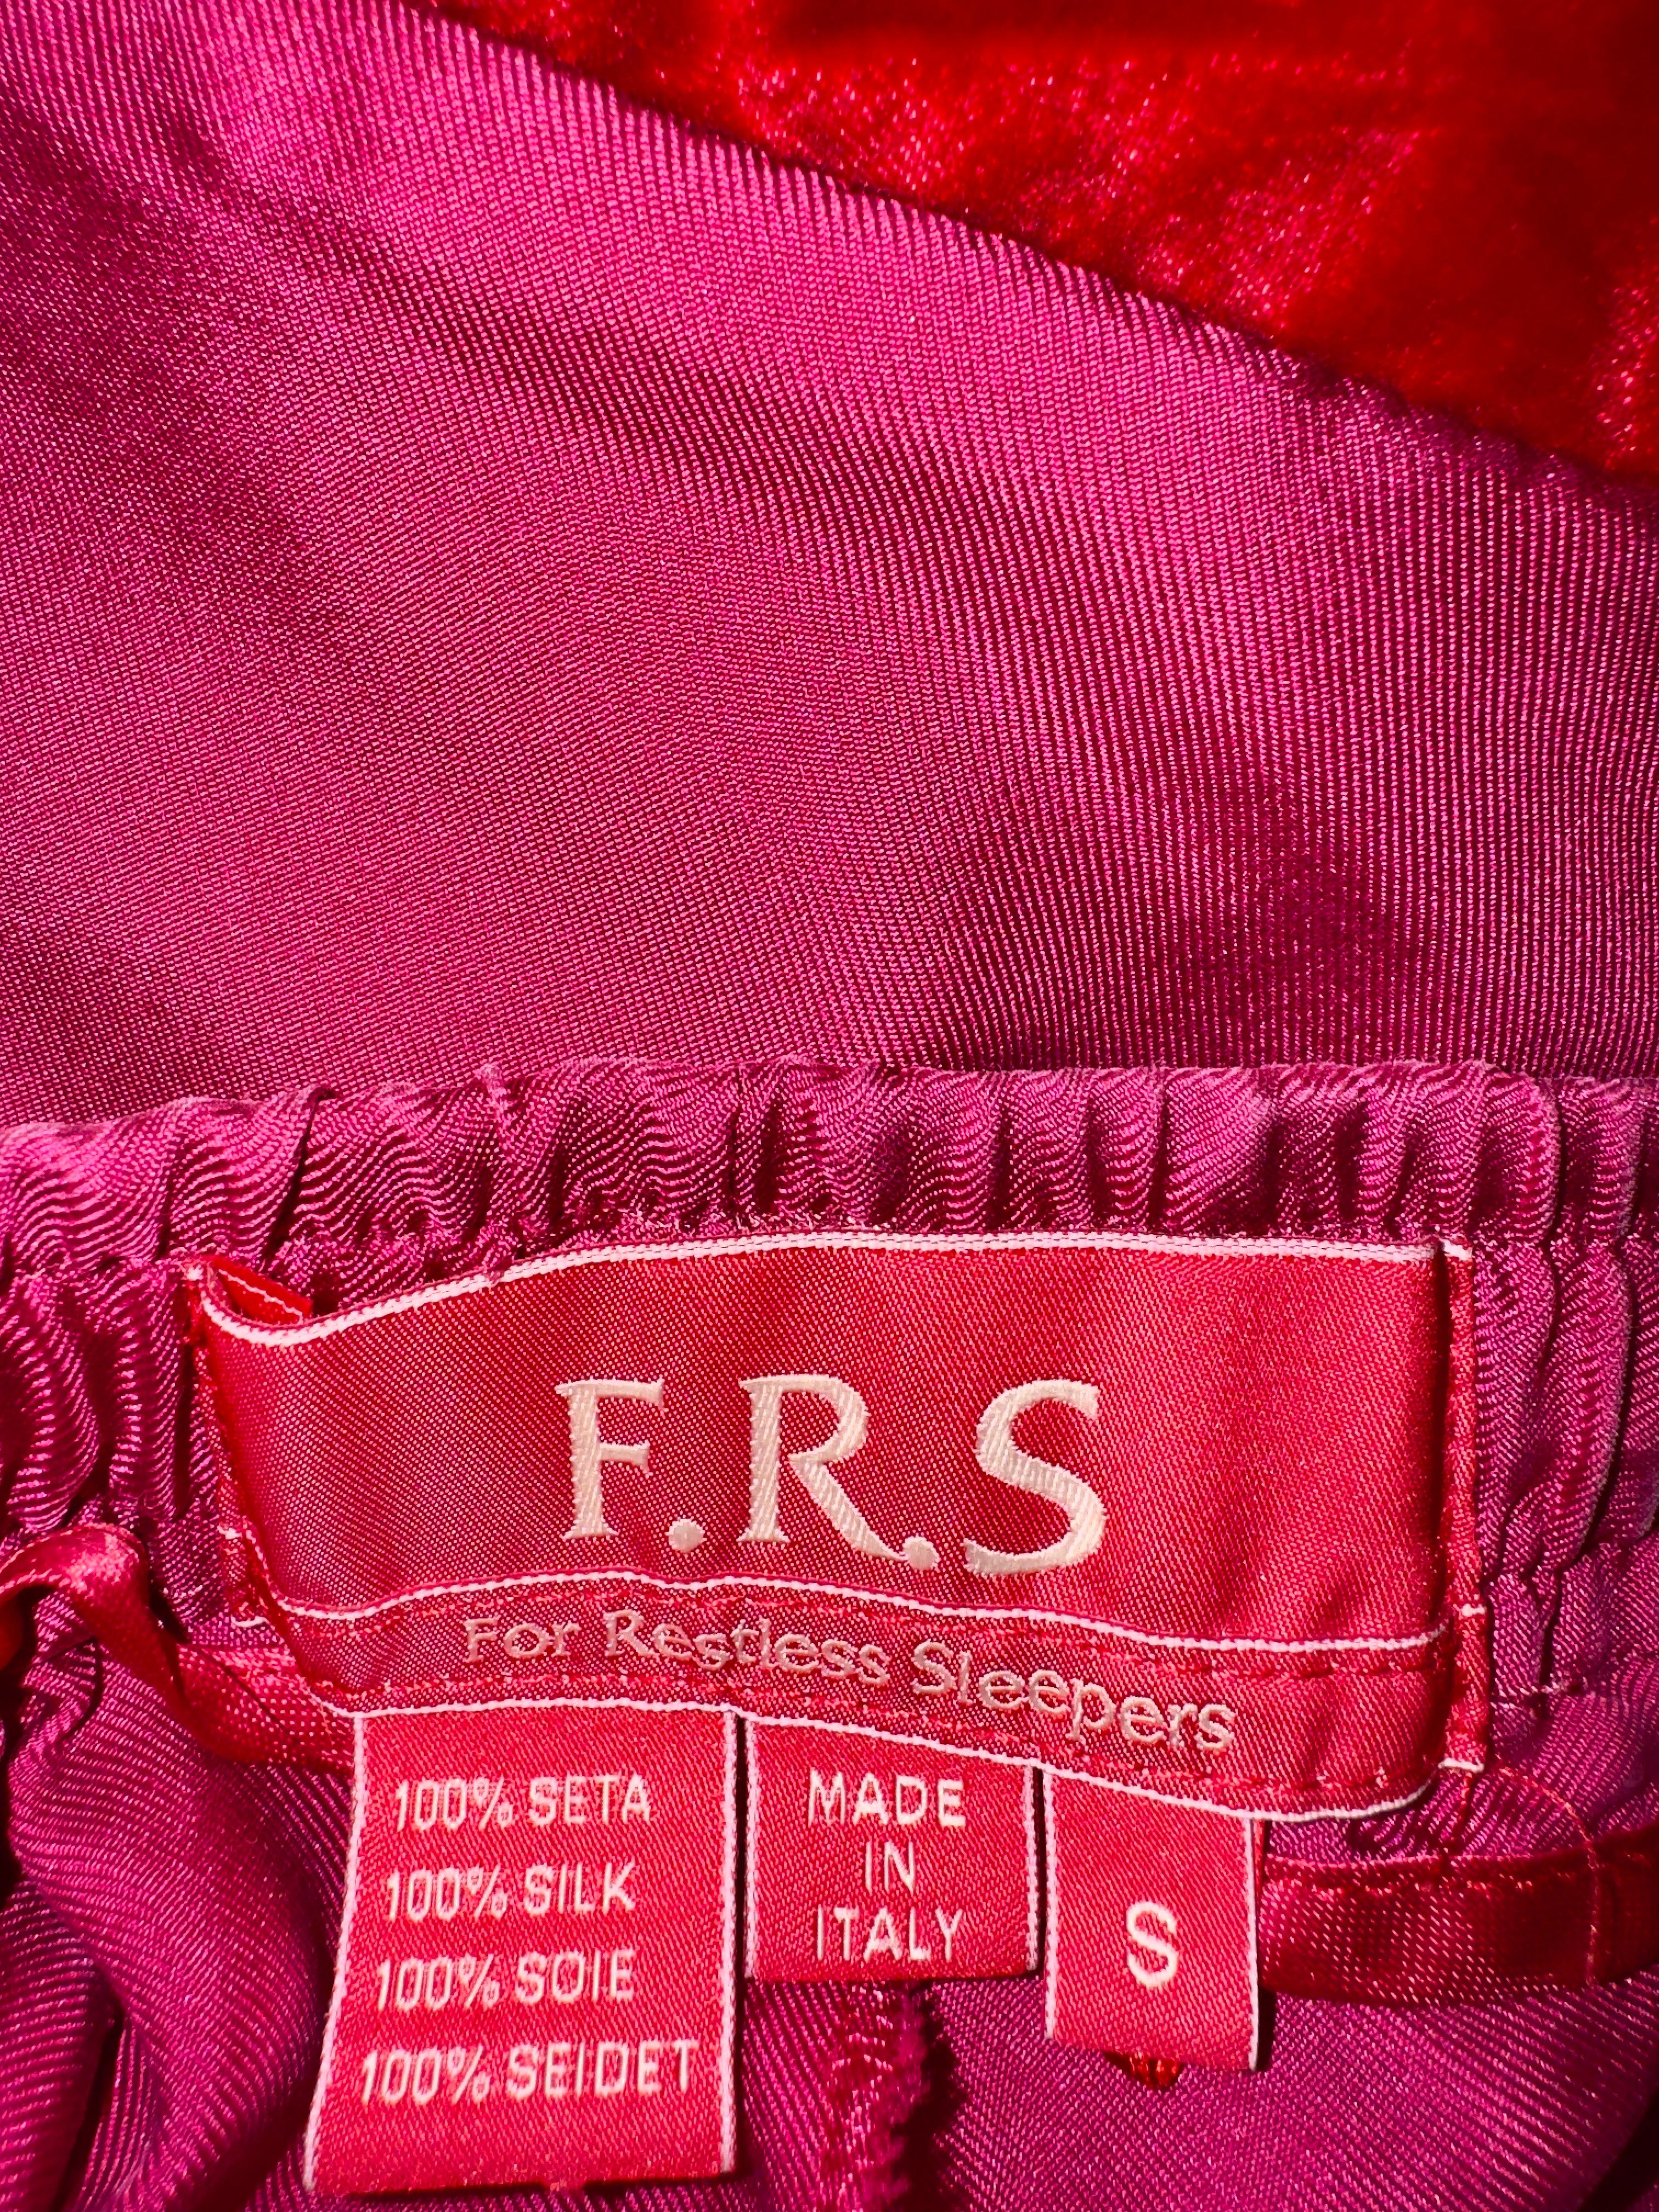 F.R.S
For Restless Sleepers
100% SETA
100% SILK
100% SOIE
100% SEIDET
MADE
IN
ITALY
S